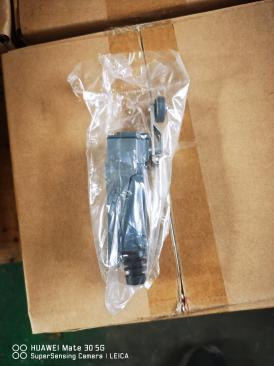 HUAWEI Mate 30 5G
SuperSensing Camera | LEICA